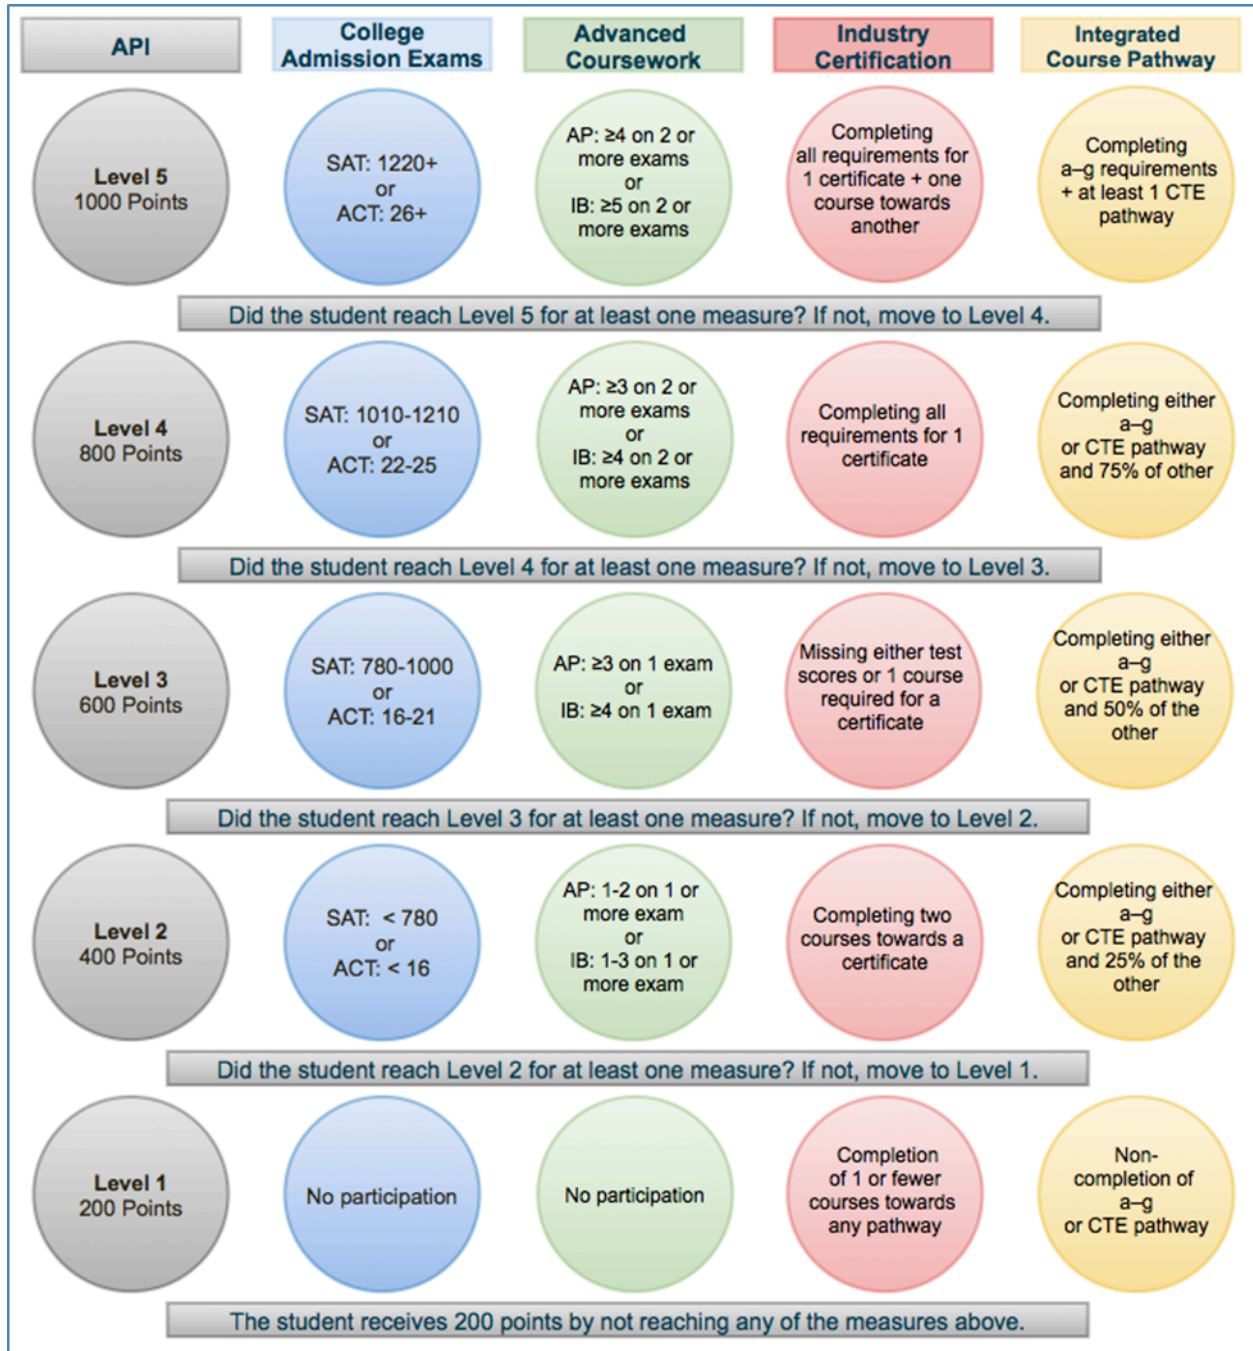 API
College
Admission Exams
Advanced
Coursework
Industry
Certification
Integrated
Course Pathway
Level 5
1000 Points
SAT: 1220+
or
ACT: 26+
AP: ≥4 on 2 or
more exams
or
IB: ≥5 on 2 or
more exams
Completing
all requirements for
1 certificate + one
course towards
another
Completing
a–g requirements
+ at least 1 CTE
pathway
Did the student reach Level 5 for at least one measure? If not, move to Level 4.
Level 4
800 Points
SAT: 1010-1210
or
ACT: 22-25
AP: ≥3 on 2 or
more exams
or
IB: ≥4 on 2 or
more exams
Completing all
requirements for 1
certificate
Completing either
a–g
or CTE pathway
and 75% of other
Did the student reach Level 4 for at least one measure? If not, move to Level 3.
Level 3
600 Points
SAT: 780-1000
or
ACT: 16-21
AP: ≥3 on 1 exam
or
IB: ≥4 on 1 exam
Missing either test
scores or 1 course
required for a
certificate
Completing either
a–g
or CTE pathway
and 50% of the
other
Did the student reach Level 3 for at least one measure? If not, move to Level 2.
Level 2
400 Points
SAT: < 780
or
ACT: < 16
AP: 1-2 on 1 or
more exam
or
IB: 1-3 on 1 or
more exam
Completing two
courses towards a
certificate
Completing either
a–g
or CTE pathway
and 25% of the
other
Did the student reach Level 2 for at least one measure? If not, move to Level 1.
Level 1
200 Points
No participation
No participation
Completion
of 1 or fewer
courses towards
any pathway
Non-
completion of
a–g
or CTE pathway
The student receives 200 points by not reaching any of the measures above.